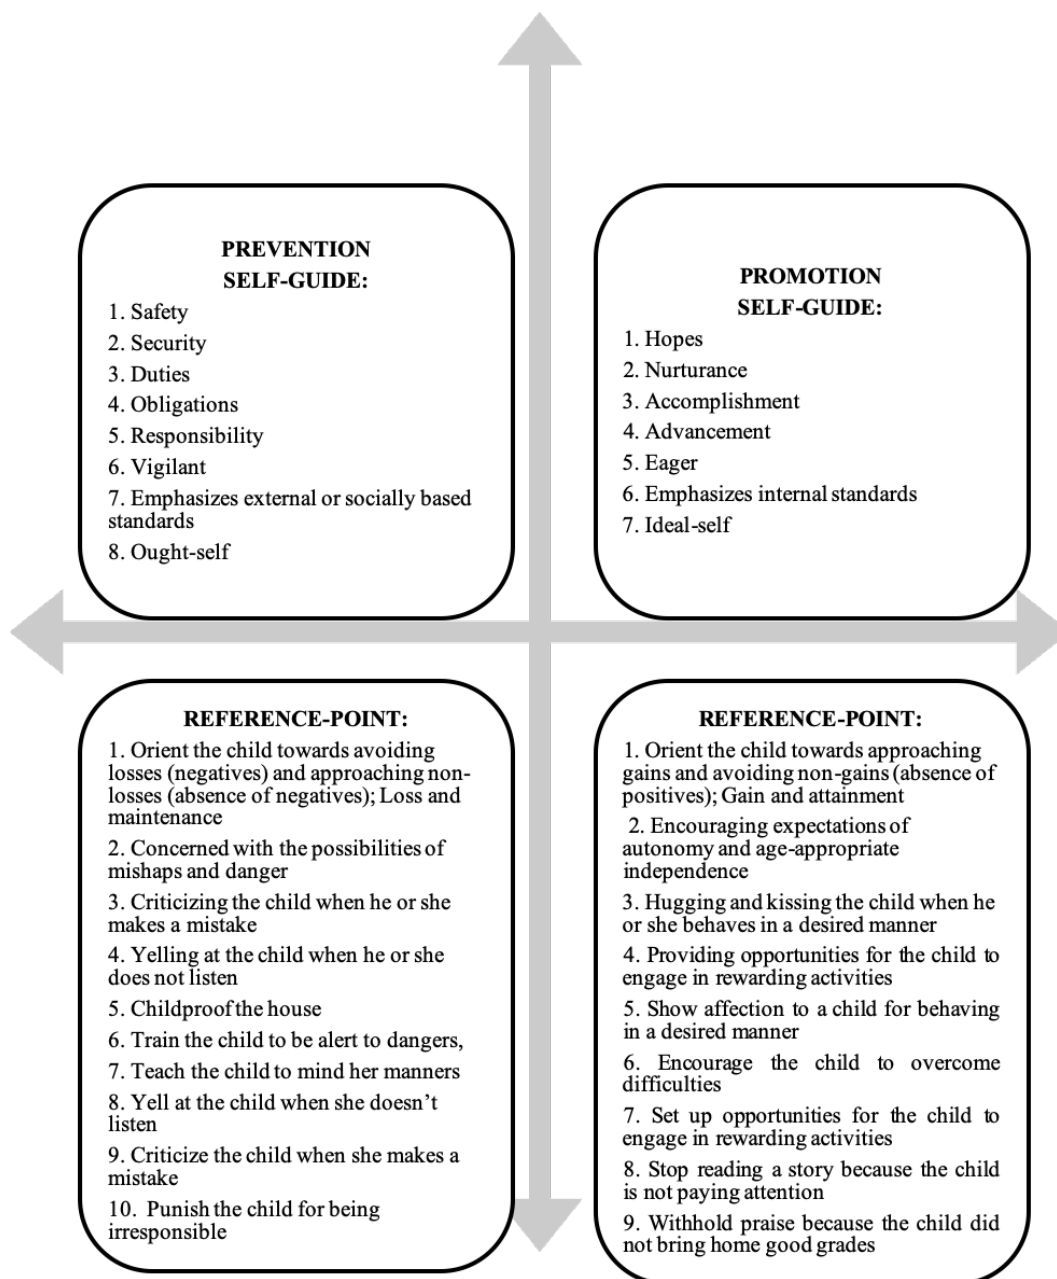 PREVENTION
SELF-GUIDE:
1. Safety
2. Security
3. Duties
4. Obligations
5. Responsibility
6. Vigilant
7. Emphasizes external or socially based
standards
8. Ought-self
PROMOTION
SELF-GUIDE:
1. Hopes
2. Nurturance
3. Accomplishment
4. Advancement
5. Eager
6. Emphasizes internal standards
7. Ideal-self
REFERENCE-POINT:
1. Orient the child towards avoiding
losses (negatives) and approaching non-
losses (absence of negatives); Loss and
maintenance
2. Concerned with the possibilities of
mishaps and danger
3. Criticizing the child when he or she
makes a mistake
4. Yelling at the child when he or she
does not listen
5. Childproof the house
6. Train the child to be alert to dangers,
7. Teach the child to mind her manners
8. Yell at the child when she doesn’t
listen
9. Criticize the child when she makes a
mistake
10. Punish the child for being
irresponsible
REFERENCE-POINT:
1. Orient the child towards approaching
gains and avoiding non-gains (absence of
positives); Gain and attainment
2. Encouraging expectations of
autonomy and age-appropriate
independence
3. Hugging and kissing the child when he
or she behaves in a desired manner
4. Providing opportunities for the child to
engage in rewarding activities
5. Show affection to a child for behaving
in a desired manner
6. Encourage the child to overcome
difficulties
7. Set up opportunities for the child to
engage in rewarding activities
8. Stop reading a story because the child
is not paying attention
9. Withhold praise because the child did
not bring home good grades